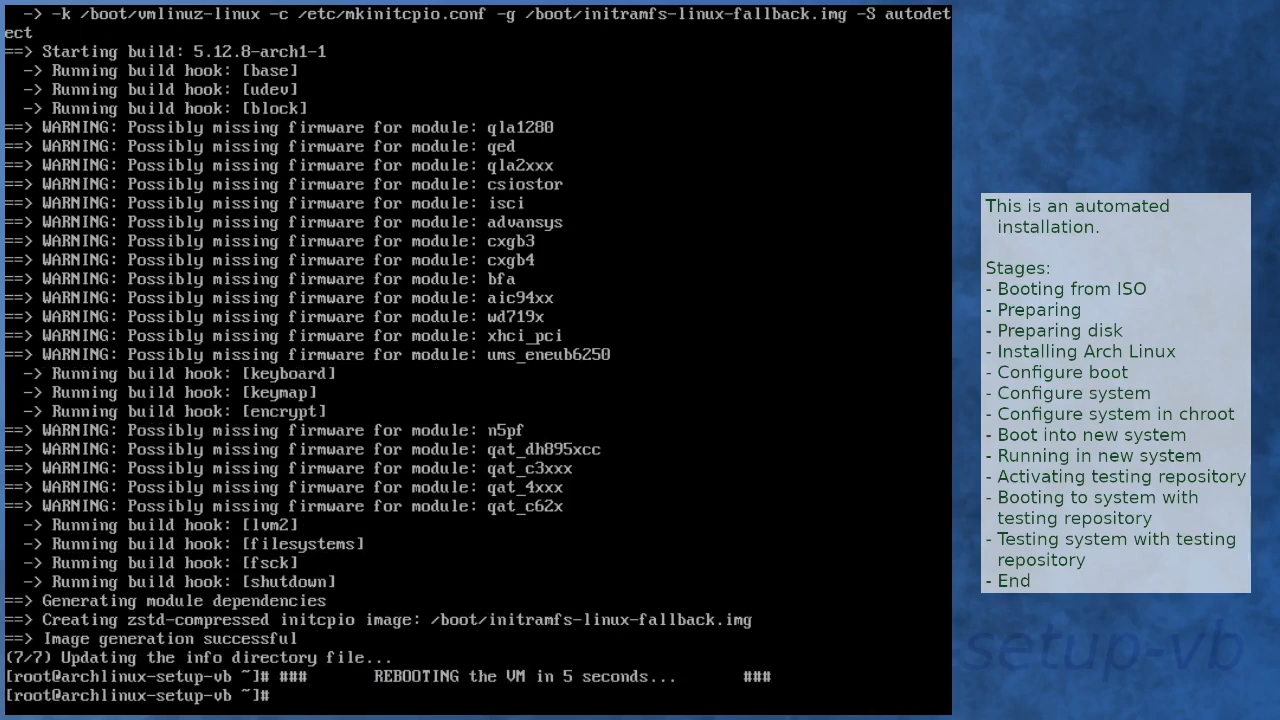 -> -k /boot/vmlinuz-linux -c /etc/mkinitcpio.conf -g /boot/initramfs-linux-fallback.img -S autodet
ect
==> Starting build: 5.12.8-arch1-1
  -> Running build hook: [base]
  -> Running build hook: [udev]
  -> Running build hook: [block]
==> WARNING: Possibly missing firmware for module: qla1280
==> WARNING: Possibly missing firmware for module: qed
==> WARNING: Possibly missing firmware for module: qla2xxx
==> WARNING: Possibly missing firmware for module: csiostor
==> WARNING: Possibly missing firmware for module: isci
==> WARNING: Possibly missing firmware for module: advansys
==> WARNING: Possibly missing firmware for module: cxgb3
==> WARNING: Possibly missing firmware for module: cxgb4
==> WARNING: Possibly missing firmware for module: bfa
==> WARNING: Possibly missing firmware for module: aic94xx
==> WARNING: Possibly missing firmware for module: wd719x
==> WARNING: Possibly missing firmware for module: xhci_pci
==> WARNING: Possibly missing firmware for module: ums_eneub6250
  -> Running build hook: [keyboard]
  -> Running build hook: [keymap]
  -> Running build hook: [encrypt]
==> WARNING: Possibly missing firmware for module: n5pf
==> WARNING: Possibly missing firmware for module: qat_dh895xcc
==> WARNING: Possibly missing firmware for module: qat_c3xxx
==> WARNING: Possibly missing firmware for module: qat_4xxx
==> WARNING: Possibly missing firmware for module: qat_c62x
  -> Running build hook: [lvm2]
  -> Running build hook: [filesystems]
  -> Running build hook: [fsck]
  -> Running build hook: [shutdown]
==> Generating module dependencies
==> Creating zstd-compressed initcpio image: /boot/initramfs-linux-fallback.img
==> Image generation successful
(7/7) Updating the info directory file...
[root@archlinux-setup-vb ~]# ###       REBOOTING the VM in 5 seconds...       ###
[root@archlinux-setup-vb ~]#
This is an automated
installation.
Stages:
- Booting from ISO
- Preparing
- Preparing disk
- Installing Arch Linux
- Configure boot
- Configure system
- Configure system in chroot
- Boot into new system
- Running in new system
- Activating testing repository
- Booting to system with
testing repository
- Testing system with testing
repository
- End
setup-vb